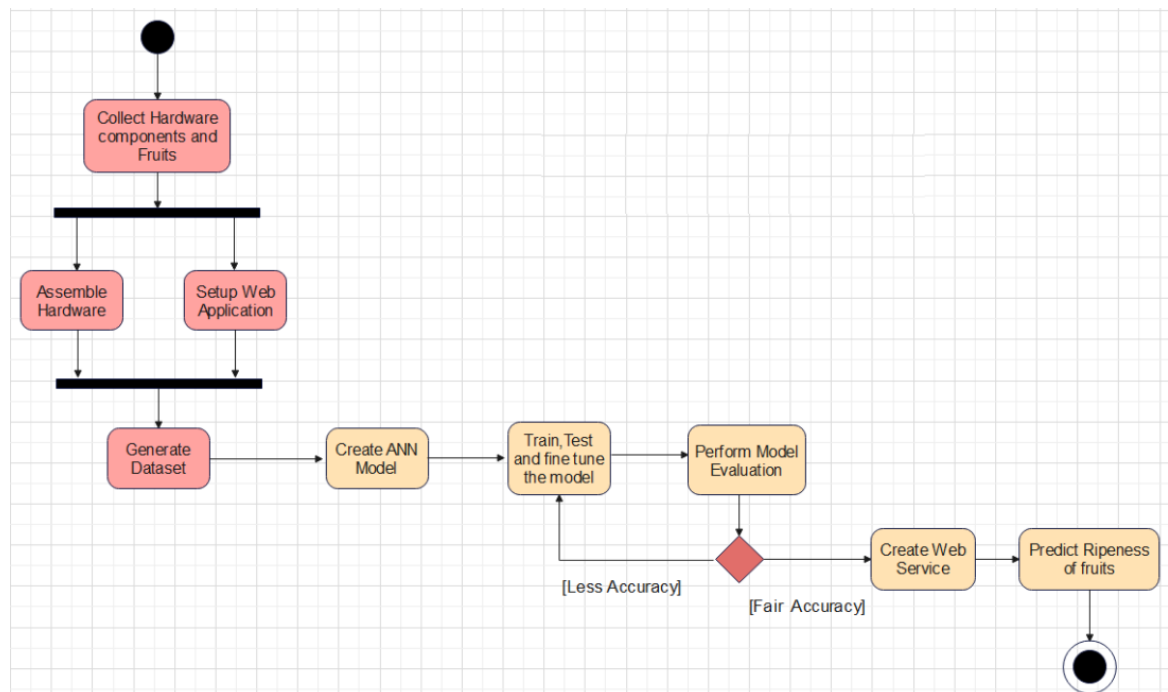 Collect Hardware
components and
Fruits
Assemble
Hardware
Setup Web
Application
Generate
Dataset
Create ANN
Model
Train,Test
and fine tune
the model
Perform Model
Evaluation
[Less Accuracy]
[Fair Accuracy]
Create Web
Service
Predict Ripeness
of fruits